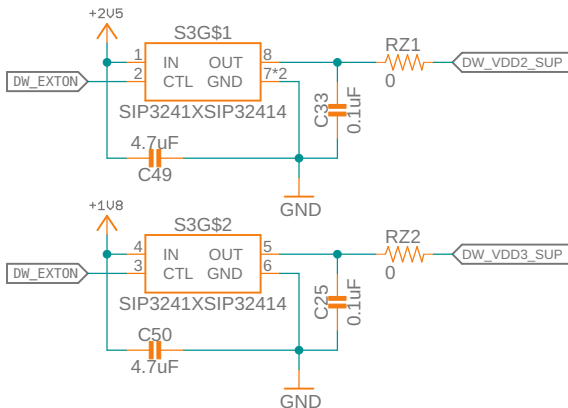 +2V5
S3G$1
1 IN OUT 8
DW_EXTON 2 CTL GND 7*2
RZ1
0
DW_VDD2_SUP
SIP3241XSIP32414
C33
0.1uF
4.7uF
C49
GND
+1V8
S3G$2
4 IN OUT 5
DW_EXTON 3 CTL GND 6
RZ2
0
DW_VDD3_SUP
SIP3241XSIP32414
C25
0.1uF
C50
4.7uF
GND